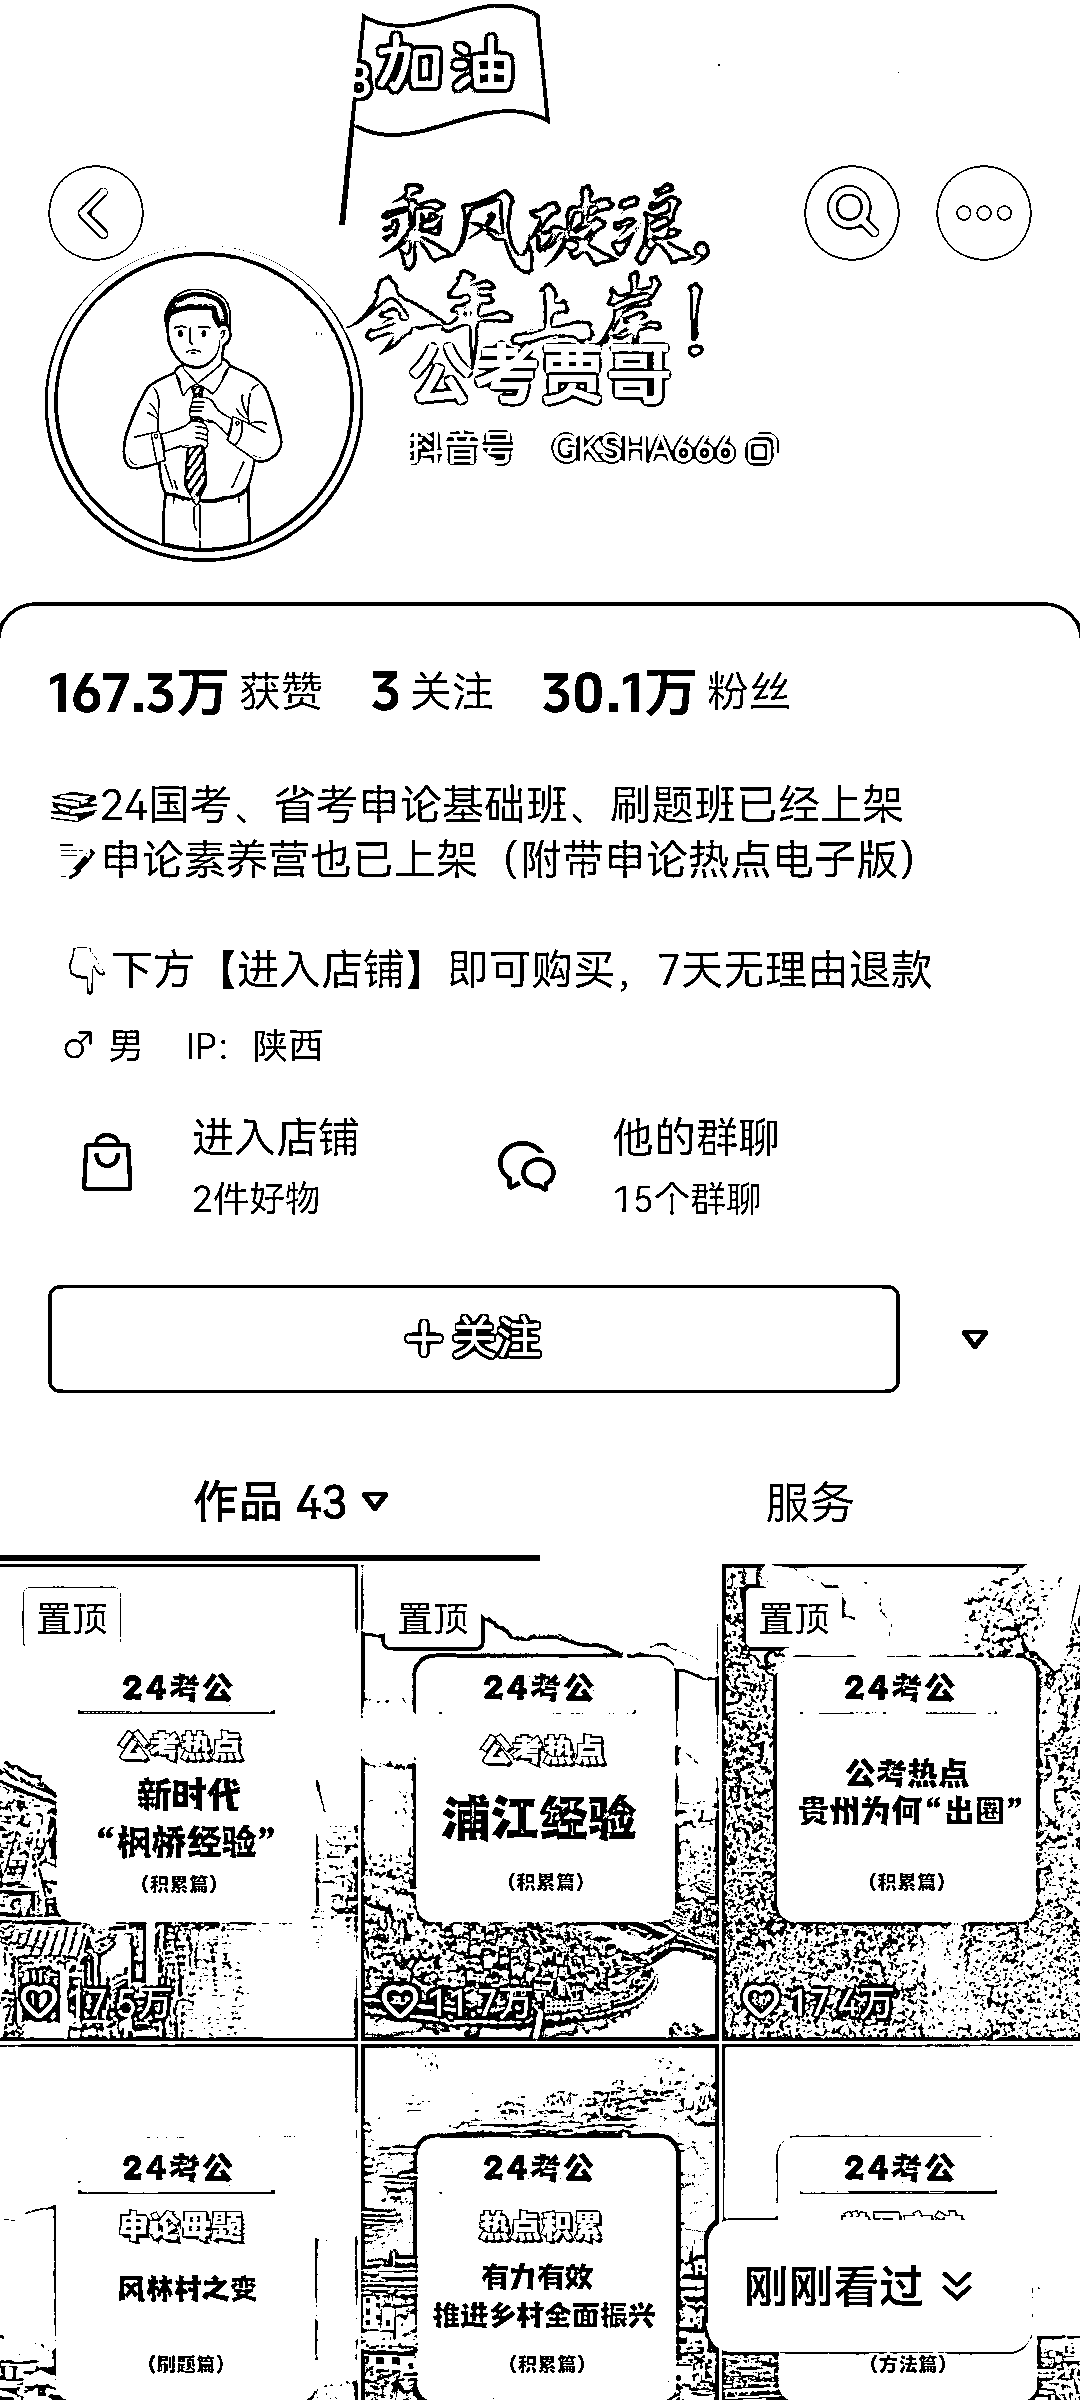 加油
乘风破浪,
今年上岸!
公考贾哥
抖音号 GKSHA666
167.3万 获赞 3 关注 30.1万 粉丝
24国考、省考申论基础班、刷题班已经上架
申论素养营也已上架（附带申论热点电子版）
下方【进入店铺】即可购买，7天无理由退款
♂ 男 IP：陕西
进入店铺 他的群聊
2件好物 15个群聊
+ 关注
作品 43 服务
置顶
24考公
公考热点
新时代
“枫桥经验”
（积累篇）
17.5万
置顶
24考公
公考热点
浦江经验
（积累篇）
11.7万
置顶
24考公
公考热点
贵州为何“出圈”
（积累篇）
17.4万
24考公
申论母题
风林村之变
（刷题篇）
24考公
热点积累
有力有效
推进乡村全面振兴
（积累篇）
24考公
刚刚看过
（方法篇）